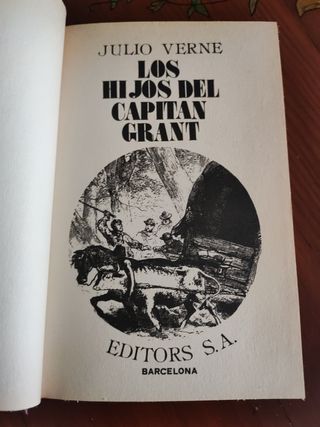 JULIO VERNE
LOS
HIJOS DEL
CAPITAN
GRANT
EDITORS S.A.
BARCELONA